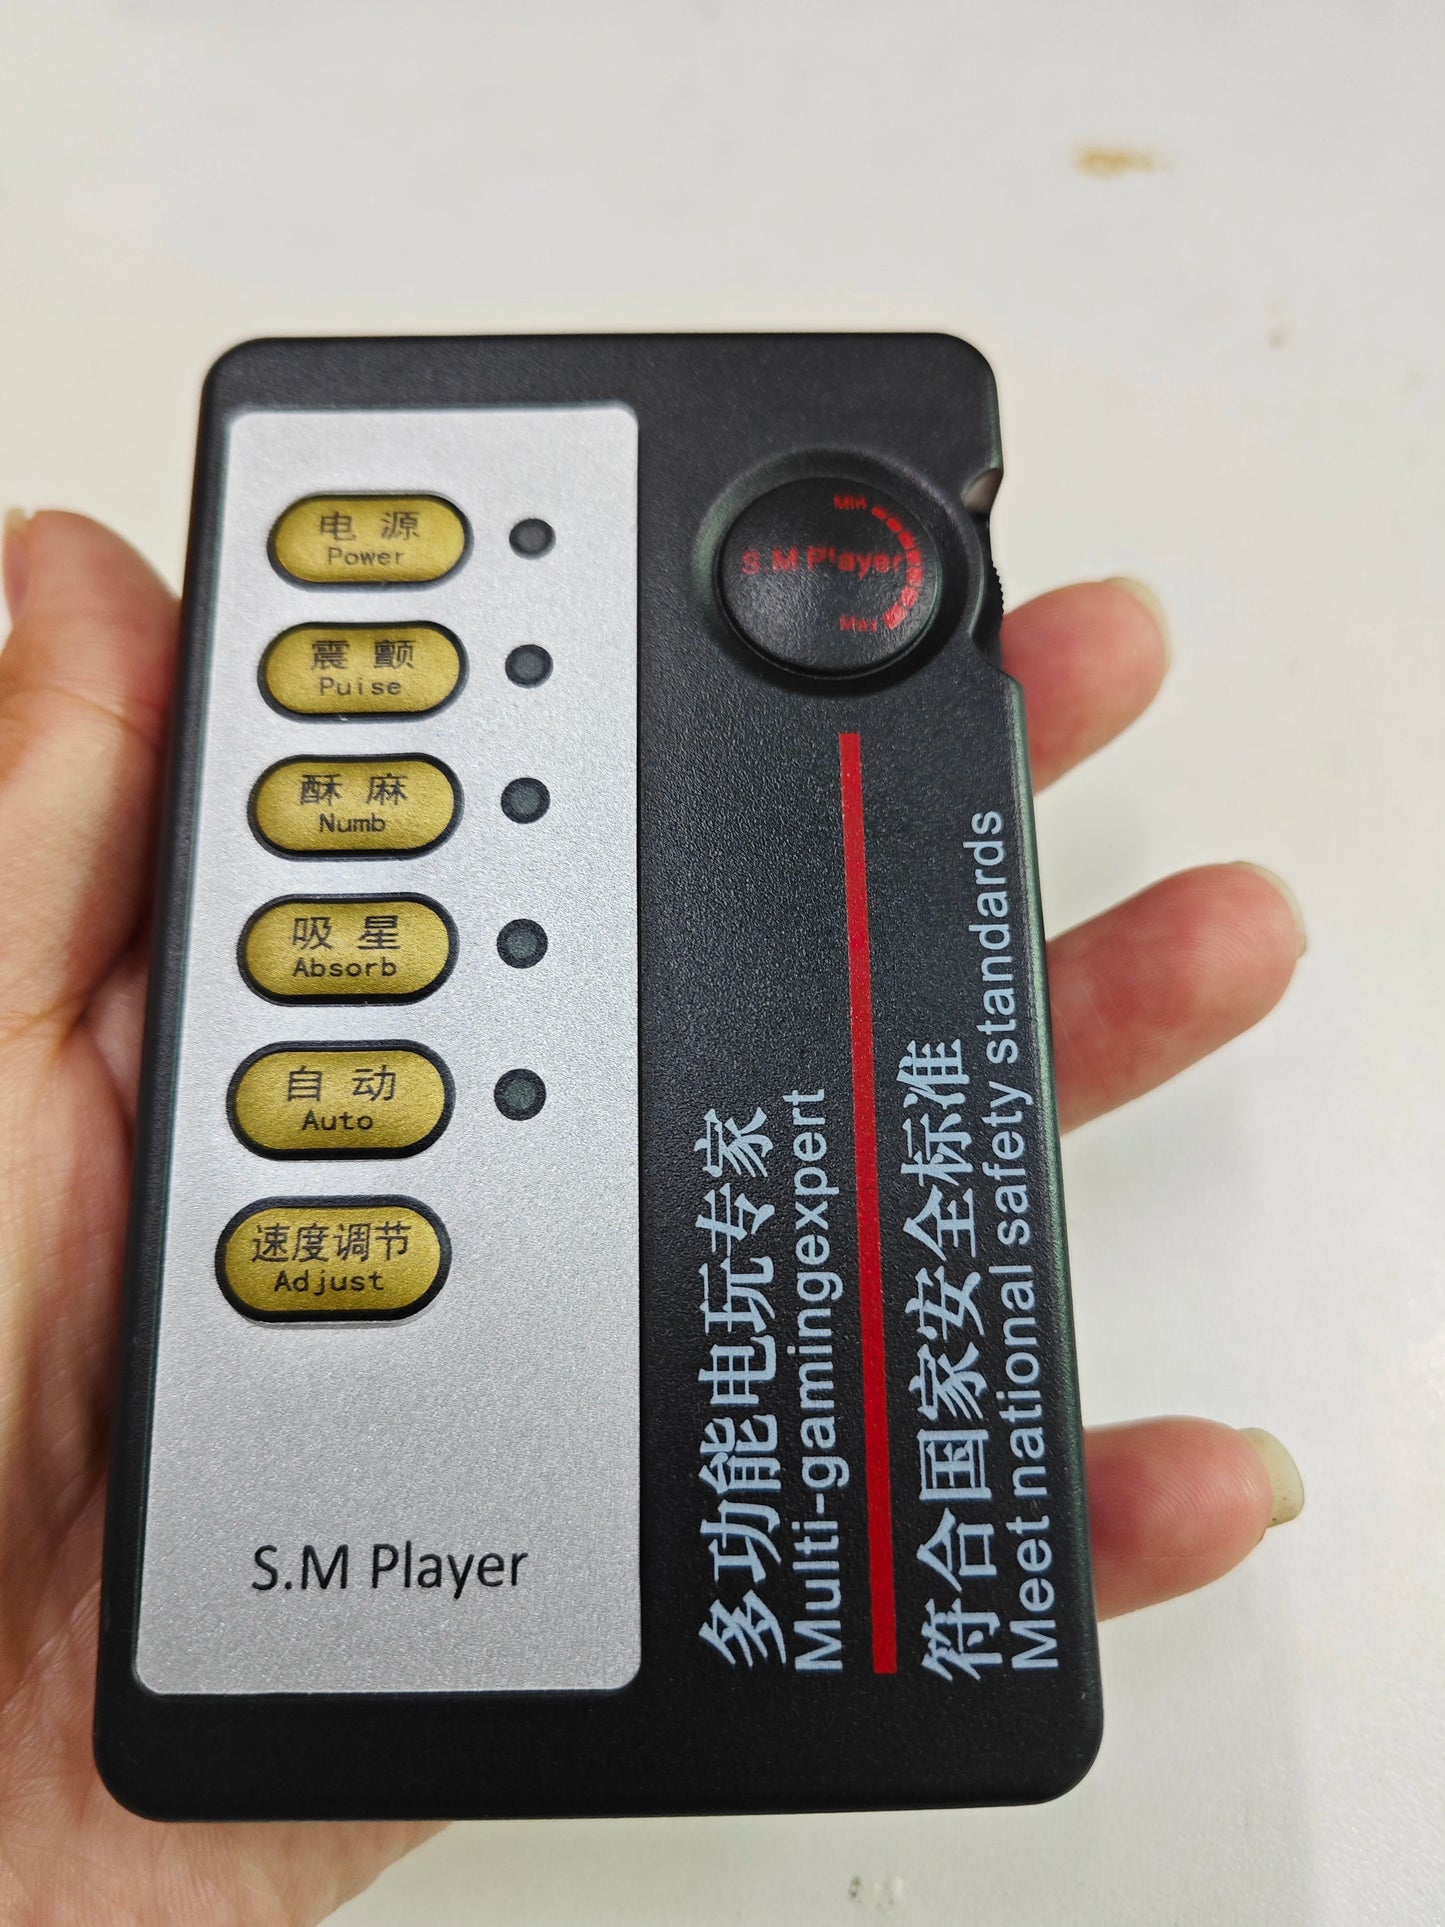 电源
Power
震颤
Puise
酥麻
Numb
吸星
Absorb
自动
Auto
速度调节
Adjust
S.M Player
Min
S.M Player
Max
多功能电玩专家
Multi-gamingexpert
符合国家安全标准
Meet national safety standards